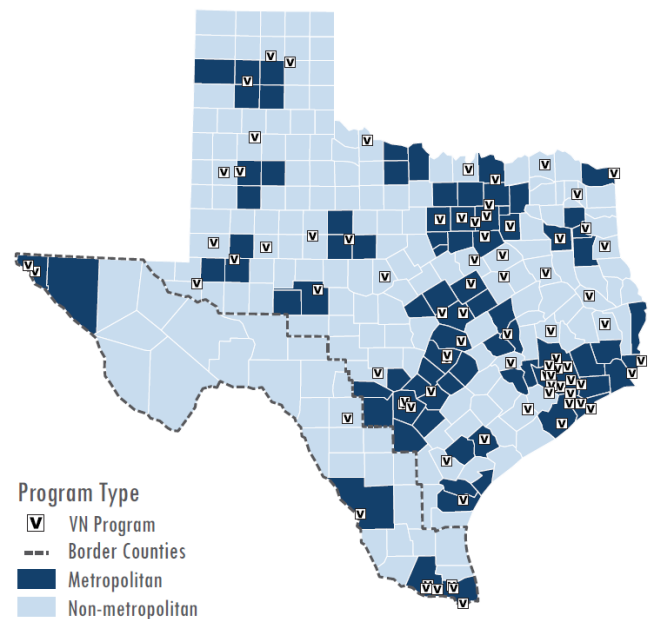 Program Type
V VN Program
Border Counties
Metropolitan
Non-metropolitan